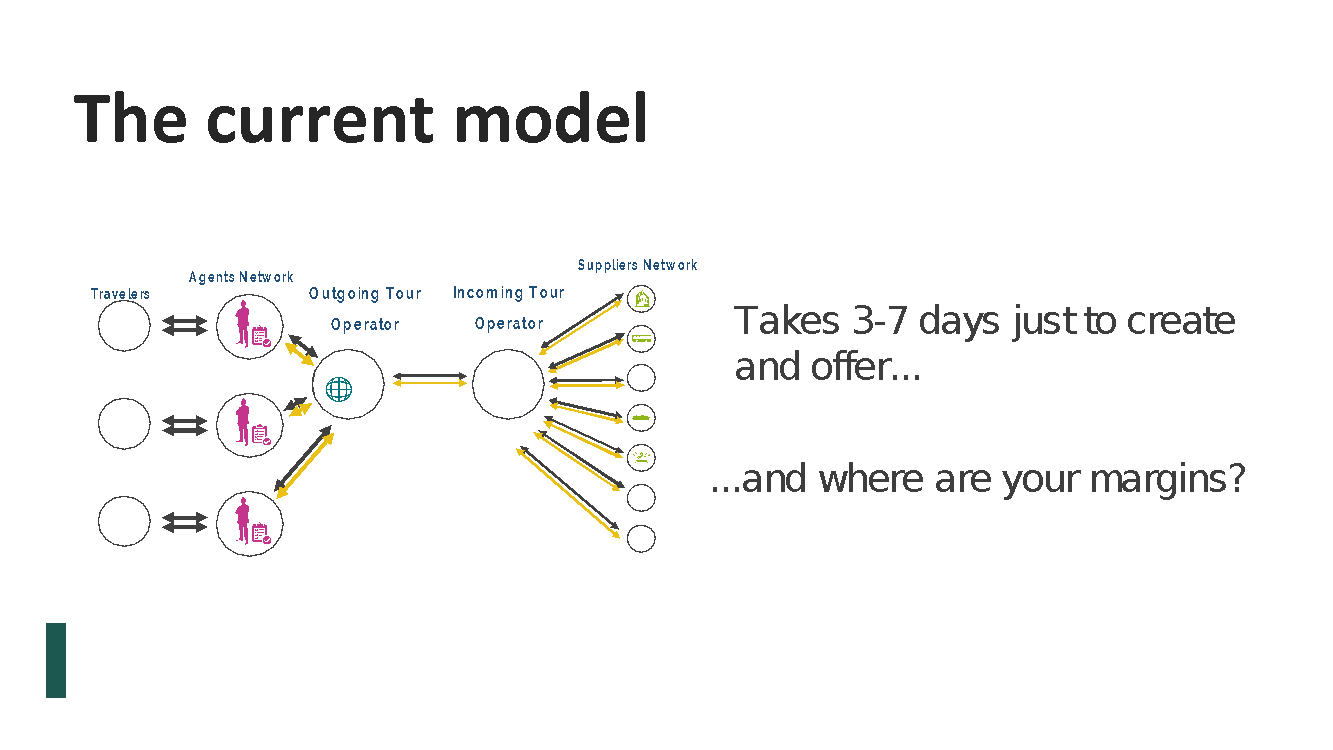 The current model
Suppliers Network
Agents Network
Travelers
Outgoing Tour
Operator
Incoming Tour
Operator
Takes 3-7 days just to create
and offer...
...and where are your margins?